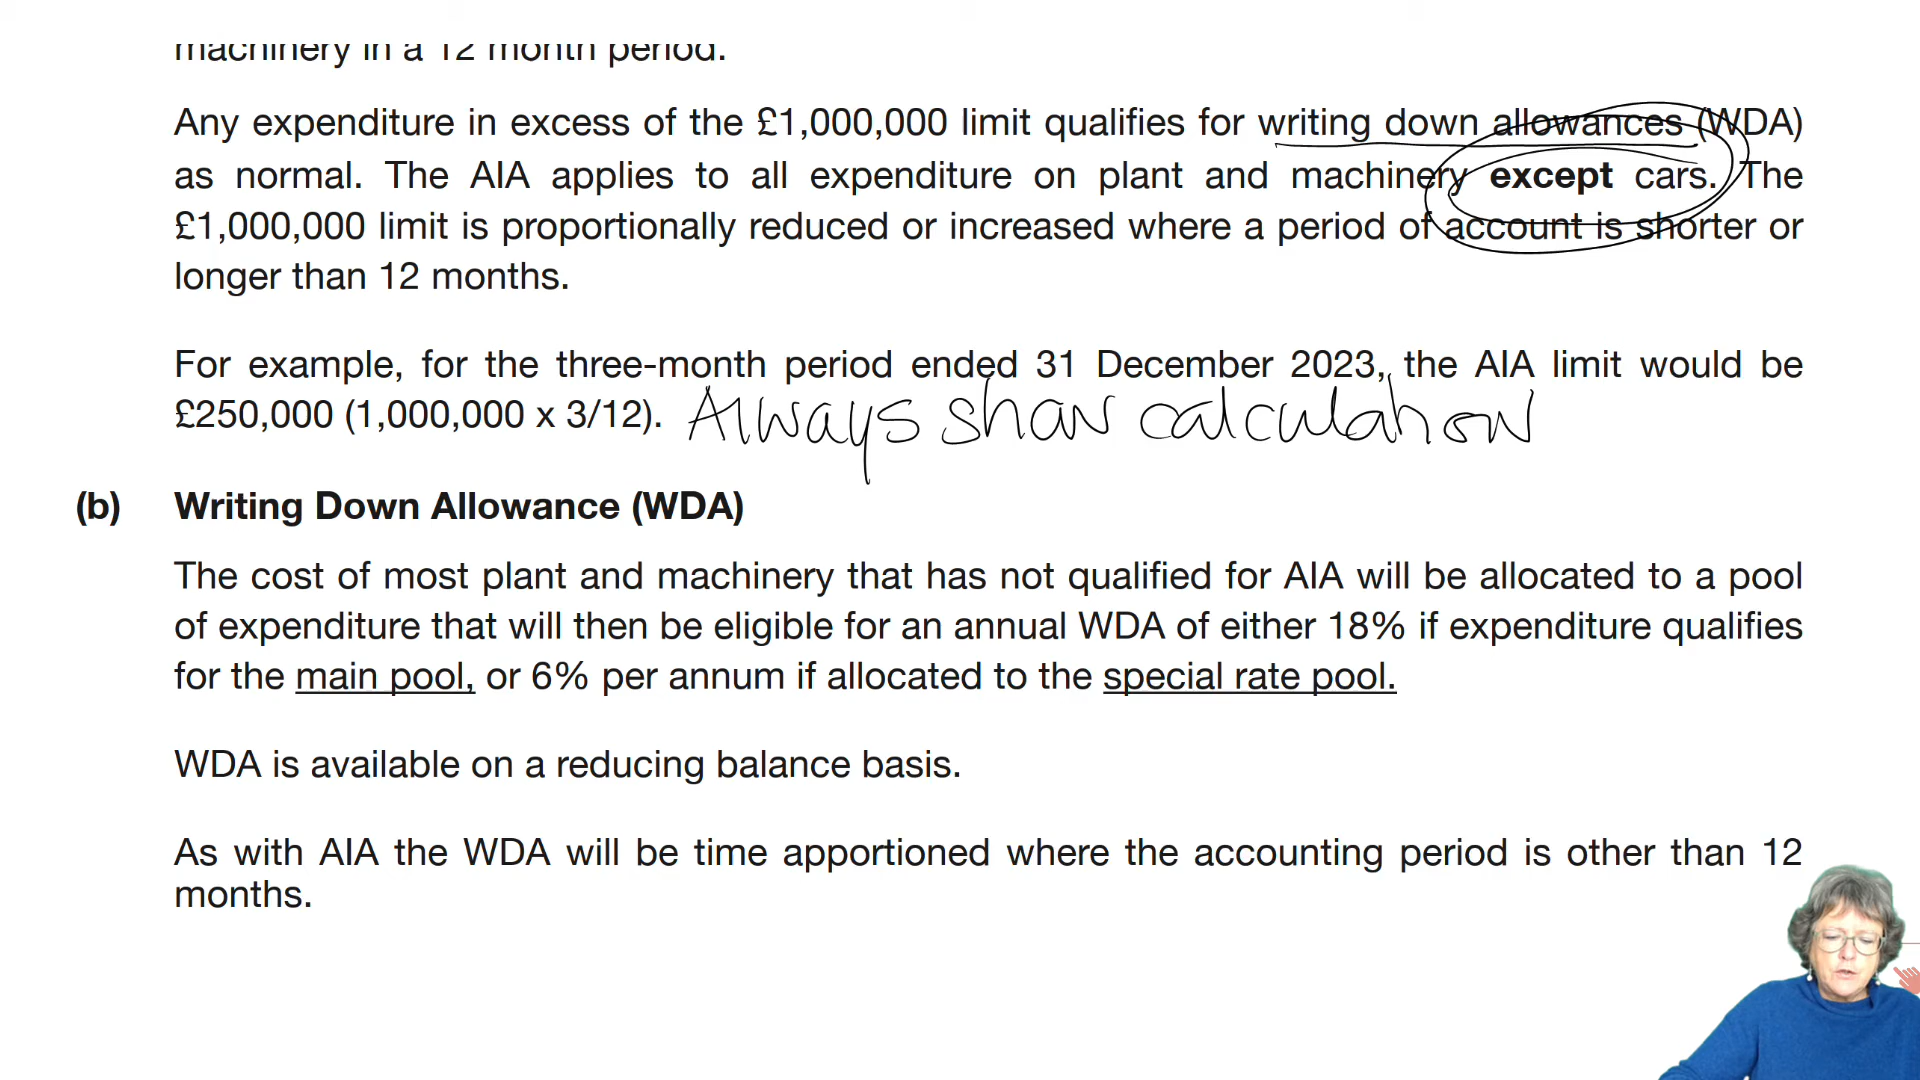 machinery in a 12 month period.
Any expenditure in excess of the £1,000,000 limit qualifies for writing down allowances (WDA)
as normal. The AIA applies to all expenditure on plant and machinery except cars. The
£1,000,000 limit is proportionally reduced or increased where a period of account is shorter or
longer than 12 months.
For example, for the three-month period ended 31 December 2023, the AIA limit would be
£250,000 (1,000,000 x 3/12). Always show calculation
(b) Writing Down Allowance (WDA)
The cost of most plant and machinery that has not qualified for AIA will be allocated to a pool
of expenditure that will then be eligible for an annual WDA of either 18% if expenditure qualifies
for the main pool, or 6% per annum if allocated to the special rate pool.
WDA is available on a reducing balance basis.
As with AIA the WDA will be time apportioned where the accounting period is other than 12
months.